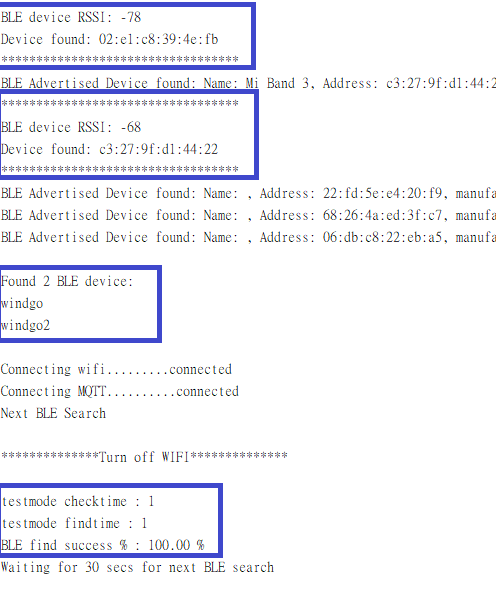 BLE device RSSI: -78
Device found: 02:e1:c8:39:4e:fb
**********************************
BLE Advertised Device found: Name: Mi Band 3, Address: c3:27:9f:d1:44:2
**********************************
BLE device RSSI: -68
Device found: c3:27:9f:d1:44:22
**********************************
BLE Advertised Device found: Name: , Address: 22:fd:5e:e4:20:f9, manufa
BLE Advertised Device found: Name: , Address: 68:26:4a:ed:3f:c7, manufa
BLE Advertised Device found: Name: , Address: 06:db:c8:22:eb:a5, manufa
Found 2 BLE device:
windgo
windgo2
Connecting wifi.........connected
Connecting MQTT..........connected
Next BLE Search
**************Turn off WIFI**************
testmode checktime : 1
testmode findtime : 1
BLE find success % : 100.00 %
Waiting for 30 secs for next BLE search